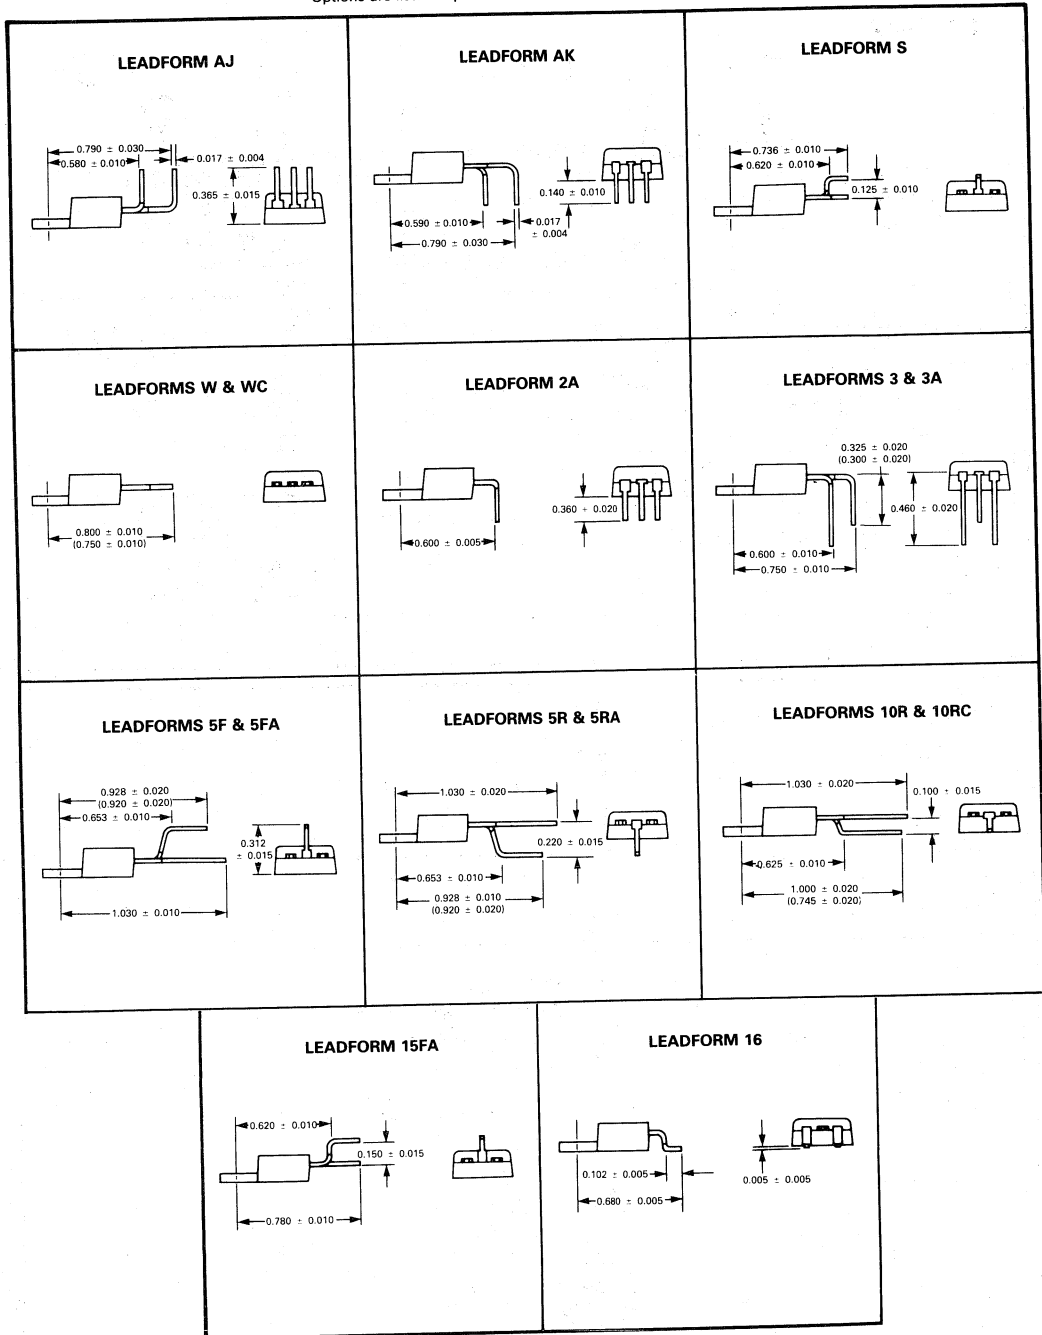 Options are
LEADFORM AJ
0.790 ± 0.030
0.580 ± 0.010
0.017 ± 0.004
0.365 ± 0.015
LEADFORM AK
0.140 ± 0.010
0.590 ± 0.010
0.017
± 0.004
0.790 ± 0.030
LEADFORM S
0.736 ± 0.010
0.620 ± 0.010
0.125 ± 0.010
LEADFORMS W & WC
0.800 ± 0.010
(0.750 ± 0.010)
LEADFORM 2A
0.360 + 0.020
0.600 ± 0.005
LEADFORMS 3 & 3A
0.325 ± 0.020
(0.300 ± 0.020)
0.460 ± 0.020
0.600 ± 0.010
0.750 ± 0.010
LEADFORMS 5F & 5FA
0.928 ± 0.020
(0.920 ± 0.020)
0.653 ± 0.010
0.312
± 0.015
1.030 ± 0.010
LEADFORMS 5R & 5RA
1.030 ± 0.020
0.220 ± 0.015
0.653 ± 0.010
0.928 ± 0.010
(0.920 ± 0.020)
LEADFORMS 10R & 10RC
1.030 ± 0.020
0.100 ± 0.015
0.625 ± 0.010
1.000 ± 0.020
(0.745 ± 0.020)
LEADFORM 15FA
0.620 ± 0.010
0.150 ± 0.015
0.780 ± 0.010
LEADFORM 16
0.102 ± 0.005
0.680 ± 0.005
0.005 ± 0.005